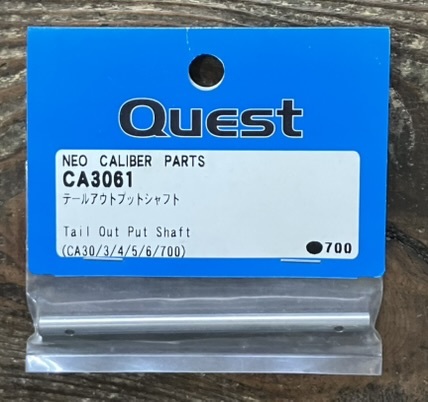 Quest
NEO CALIBER PARTS
CA3061
テールアウトプットシャフト
Tail Out Put Shaft
(CA30/3/4/5/6/700)
●700